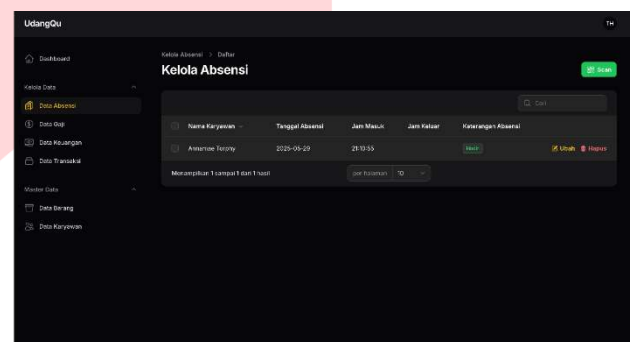 UdangQu
TH
Dashboard
Kelola Data
Data Absensi
Data Gaji
Data Keuangan
Data Transaksi
Master Data
Data Barang
Data Karyawan
Kelola Absensi > Daftar
Kelola Absensi
Scan
Cari
Nama Karyawan
Tanggal Absensi
Jam Masuk
Jam Keluar
Keterangan Absensi
Annamae Torphy
2025-05-29
21:10:55
Ubah
Hapus
Menampilkan 1 sampai 1 dari 1 hasil
per halaman
10